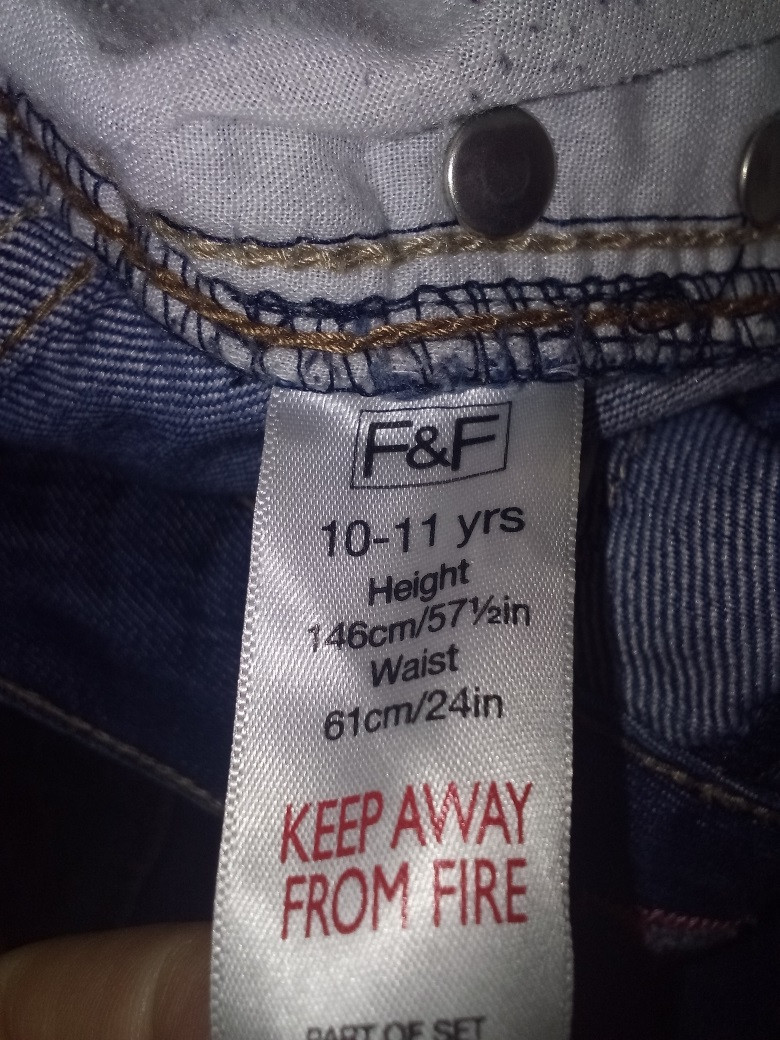 F&F
10-11 yrs
Height
146cm/57½in
Waist
61cm/24in
KEEP AWAY
FROM FIRE
PART OF SET